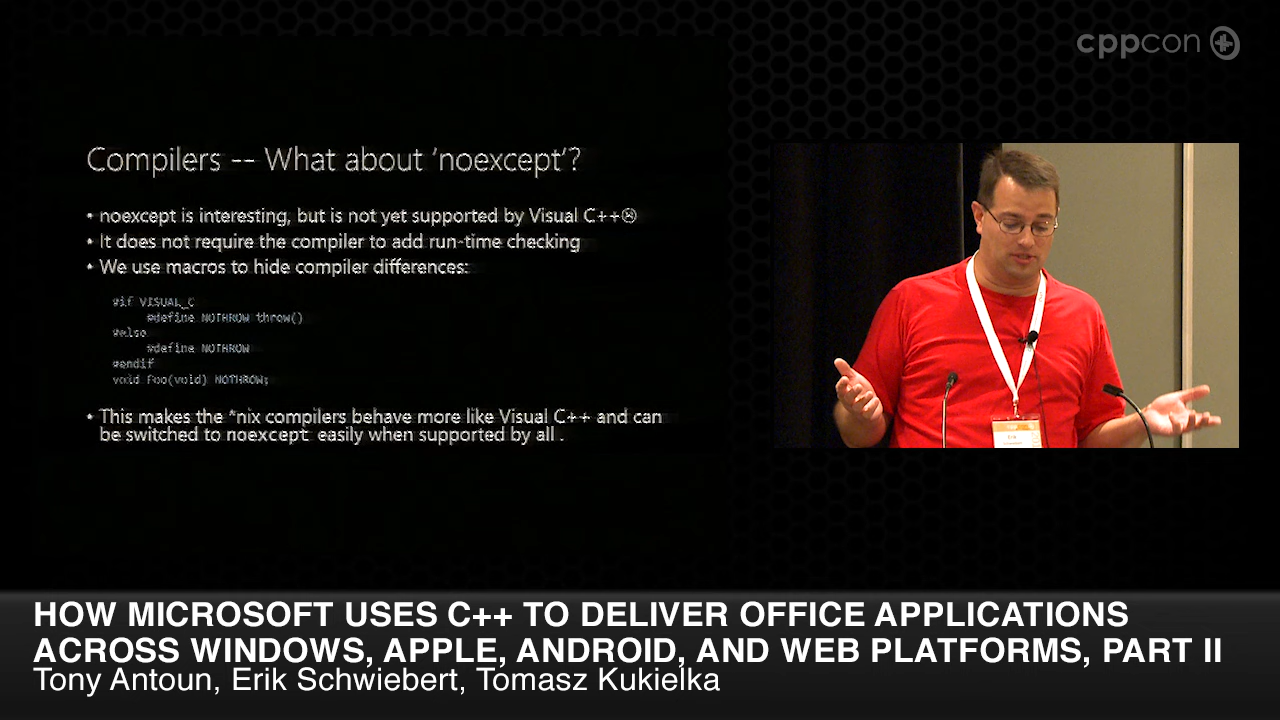 cppcon
Compilers -- What about 'noexcept'?
• noexcept is interesting, but is not yet supported by Visual C++☹
• It does not require the compiler to add run-time checking
• We use macros to hide compiler differences:
#if VISUAL_C
#define NOTHROW throw()
#else
#define NOTHROW
#endif
void Foo(void) NOTHROW;
• This makes the *nix compilers behave more like Visual C++ and can
be switched to noexcept easily when supported by all .
HOW MICROSOFT USES C++ TO DELIVER OFFICE APPLICATIONS
ACROSS WINDOWS, APPLE, ANDROID, AND WEB PLATFORMS, PART II
Tony Antoun, Erik Schwiebert, Tomasz Kukielka